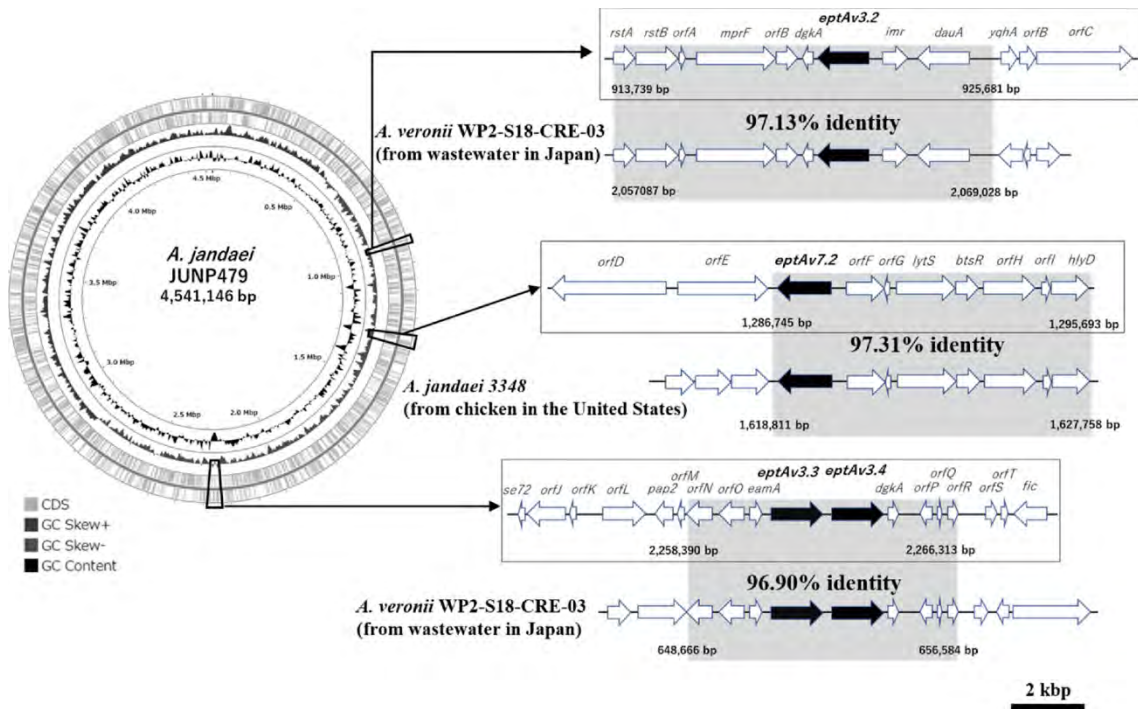 eptAv3.2
rstA rstB orfA mprF orfB dgkA imr dauA yqhA orfB orfC
913,739 bp 925,681 bp
A. veronii WP2-S18-CRE-03
(from wastewater in Japan)
97.13% identity
2,057087 bp 2,069,028 bp
4.5 Mbp
0.5 Mbp
4.0 Mbp
1.0 Mbp
3.5 Mbp
1.5 Mbp
3.0 Mbp
2.0 Mbp
2.5 Mbp
A. jandaei
JUNP479
4,541,146 bp
orfD orfE eptAv7.2 orfF orfG lytS btsR orfH orfI hlyD
1,286,745 bp 1,295,693 bp
97.31% identity
A. jandaei 3348
(from chicken in the United States)
1,618,811 bp 1,627,758 bp
eptAv3.3 eptAv3.4
se72 orfJ orfK orfL pap2 orfM orfN orfO eamA dgkA orfP orfQ orfR orfS orfT fic
2,258,390 bp 2,266,313 bp
96.90% identity
A. veronii WP2-S18-CRE-03
(from wastewater in Japan)
648,666 bp 656,584 bp
CDS
GC Skew+
GC Skew-
GC Content
2 kbp